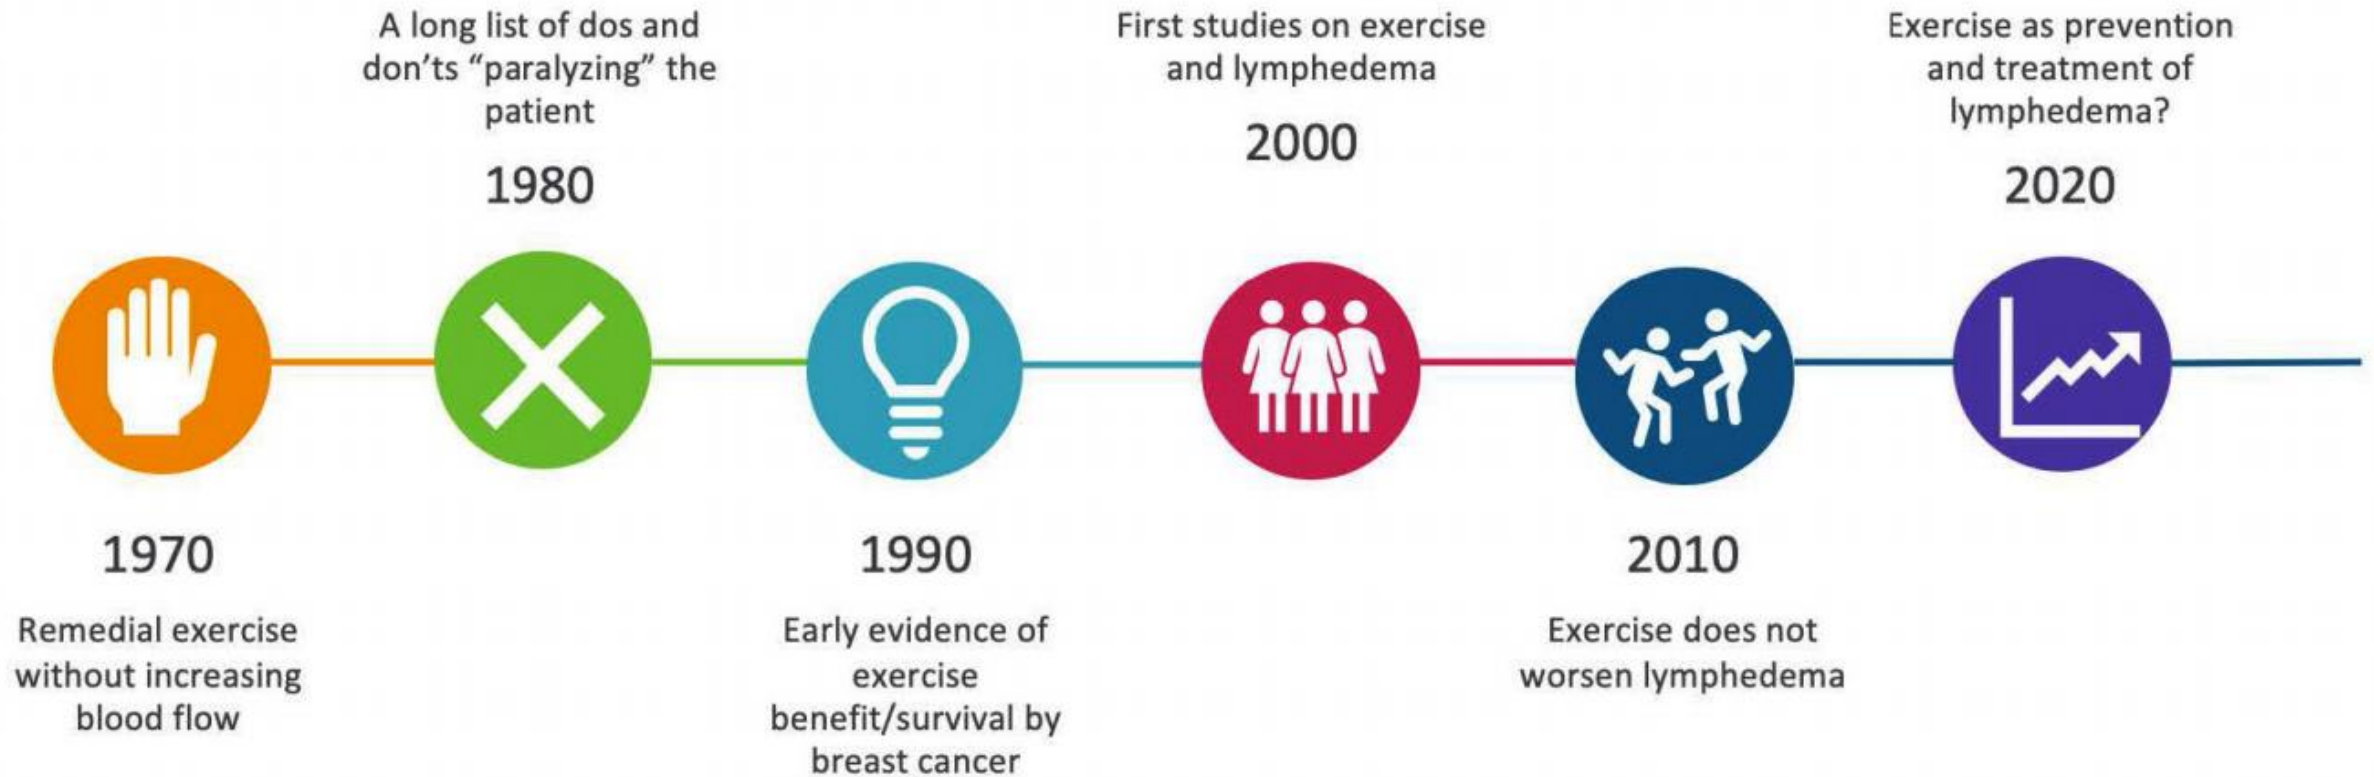 A long list of dos and
don'ts “paralyzing” the
patient
1980
First studies on exercise
and lymphedema
2000
Exercise as prevention
and treatment of
lymphedema?
2020
1970
Remedial exercise
without increasing
blood flow
1990
Early evidence of
exercise
benefit/survival by
breast cancer
2010
Exercise does not
worsen lymphedema